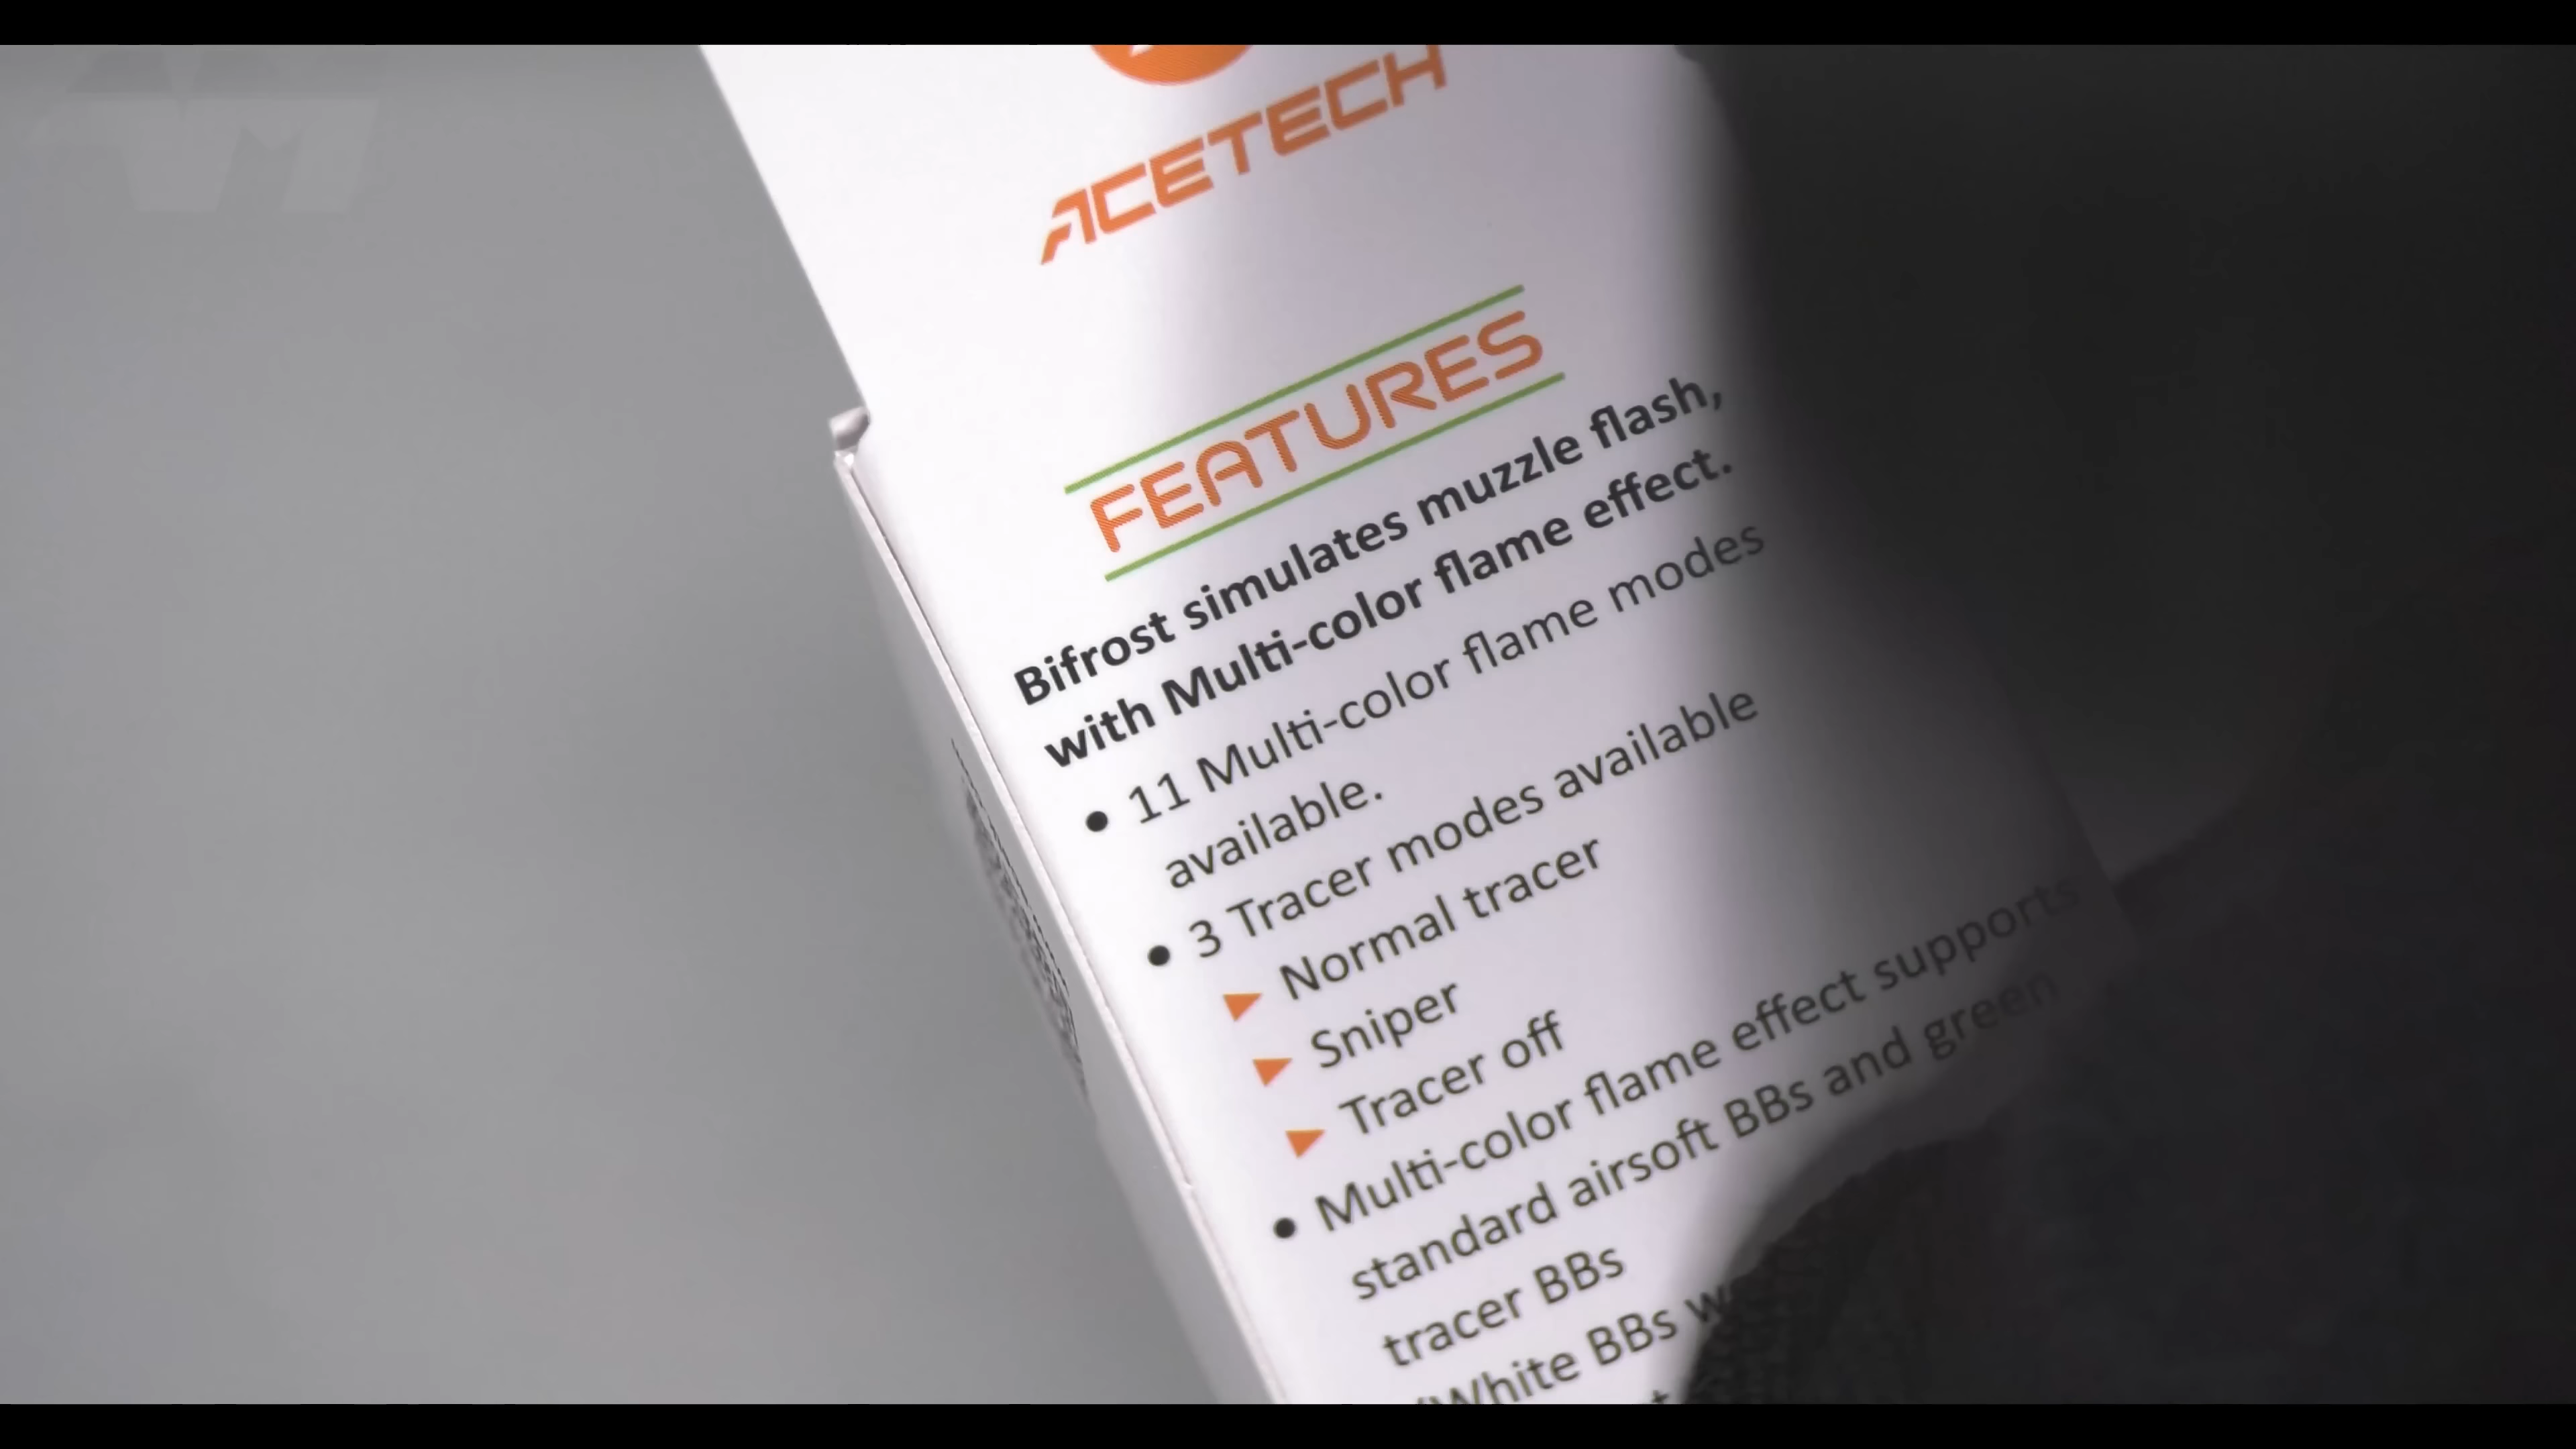 ACETECH
FEATURES
Bifrost simulates muzzle flash,
with Multi-color flame effect.
• 11 Multi-color flame modes
available.
• 3 Tracer modes available
► Normal tracer
► Sniper
► Tracer off
• Multi-color flame effect supports
standard airsoft BBs and green
tracer BBs
(White BBs